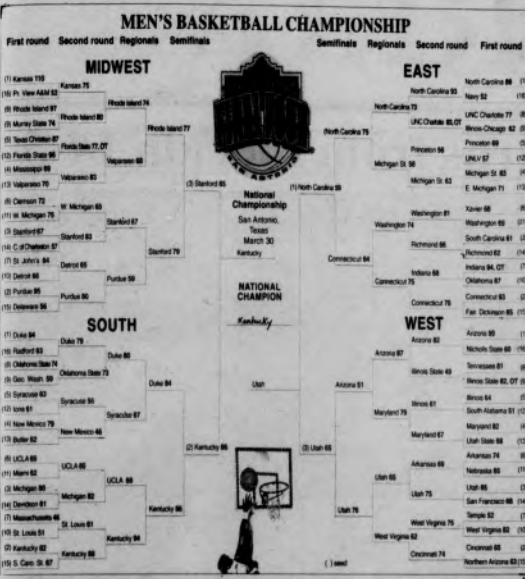 MEN'S BASKETBALL CHAMPIONSHIP
First round Second round Regionals Semifinals
Semifinals Regionals Second round First round
MIDWEST
(1) Kansas 110
(16) Pr. View A&M 52
(8) Rhode Island 97
(9) Murray State 74
(5) Texas Christian 87
(12) Florida State 96
(4) Mississippi 69
(13) Valparaiso 70
(6) Clemson 72
(11) W. Michigan 75
(3) Stanford 67
(14) C of Charleston 57
(7) St. John's 64
(10) Detroit 66
(2) Purdue 95
(15) Delaware 56
Kansas 75
Rhode Island 80
Florida State 77, OT
Valparaiso 83
W. Michigan 65
Stanford 83
Detroit 65
Purdue 80
Rhode Island 74
Valparaiso 68
Stanford 67
Purdue 59
Rhode Island 77
Stanford 79
(3) Stanford 85
SOUTH
(1) Duke 94
(16) Radford 63
(8) Oklahoma State 74
(9) Geo. Wash. 59
(5) Syracuse 63
(12) Iona 61
(4) New Mexico 79
(13) Butler 62
(6) UCLA 65
(11) Miami 62
(3) Michigan 80
(14) Davidson 61
(7) Massachusetts 46
(10) St. Louis 51
(2) Kentucky 82
(15) S. Caro. St. 67
Duke 79
Oklahoma State 73
Syracuse 56
New Mexico 46
UCLA 85
Michigan 82
St. Louis 61
Kentucky 88
Duke 80
Syracuse 67
UCLA 68
Kentucky 94
Duke 84
Kentucky 86
(2) Kentucky 86
SAN ANTONIO
National
Championship
San Antonio,
Texas
March 30
Kentucky
NATIONAL
CHAMPION
Kentucky
Utah
EAST
(1) North Carolina 59
(North Carolina 75
Connecticut 64
North Carolina 73
Michigan St. 58
Washington 74
Connecticut 75
North Carolina 93
UNC Charlotte 83, OT
Princeton 56
Michigan St. 63
Washington 81
Richmond 66
Indiana 68
Connecticut 78
North Carolina 88
Navy 52
UNC Charlotte 77
Illinois-Chicago 62
Princeton 69
UNLV 57
Michigan St. 83
E. Michigan 71
Xavier 68
Washington 69
South Carolina 61
Richmond 62
Indiana 94, OT
Oklahoma 87
Connecticut 93
Fair. Dickinson 85
WEST
(3) Utah 65
Arizona 51
Utah 76
Arizona 87
Maryland 79
Utah 65
West Virginia 62
Arizona 82
Illinois State 49
Illinois 61
Maryland 67
Arkansas 69
Utah 75
West Virginia 75
Cincinnati 74
Arizona 99
Nicholls State 60
Tennessee 81
Illinois State 82, OT
Illinois 64
South Alabama 51
Maryland 82
Utah State 68
Arkansas 74
Nebraska 65
Utah 85
San Francisco 68
Temple 52
West Virginia 82
Cincinnati 65
Northern Arizona 62
( ) seed